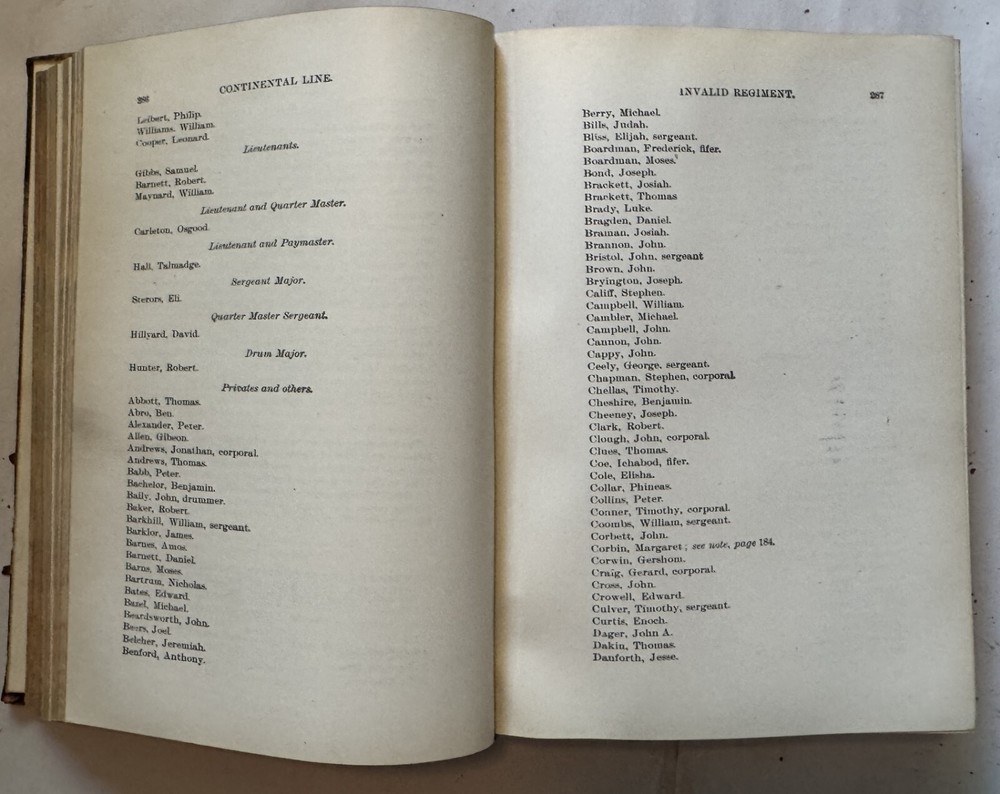 286
CONTINENTAL LINE.
Leibert, Philip.
Williams, William.
Cooper, Leonard.
Lieutenants.
Gibbs, Samuel.
Barnett, Robert.
Maynard, William.
Lieutenant and Quarter Master.
Carleton, Osgood.
Lieutenant and Paymaster.
Hall, Talmadge.
Sergeant Major.
Stetors, Eli.
Quarter Master Sergeant.
Hillyard, David.
Drum Major.
Hunter, Robert.
Privates and others.
Abbott, Thomas.
Abro, Ben.
Alexander, Peter.
Allen, Gibson.
Andrews, Jonathan, corporal.
Andrews, Thomas.
Babb, Peter.
Bachelor, Benjamin.
Baily, John, drummer.
Baker, Robert.
Barkhill, William, sergeant.
Barklor, James.
Barnes, Amos.
Barnett, Daniel.
Barns, Moses.
Bartram, Nicholas.
Bates, Edward.
Bazel, Michael.
Beardsworth, John.
Beers, Joel.
Belcher, Jeremiah.
Benford, Anthony.
INVALID REGIMENT.
287
Berry, Michael.
Bills, Judah.
Bliss, Elijah, sergeant.
Boardman, Frederick, fifer.
Boardman, Moses.
Bond, Joseph.
Brackett, Josiah.
Brackett, Thomas
Brady, Luke.
Bragden, Daniel.
Braman, Josiah.
Brannon, John.
Bristol, John, sergeant
Brown, John.
Bryington, Joseph.
Califf, Stephen.
Campbell, William.
Cambler, Michael.
Campbell, John.
Cannon, John.
Cappy, John.
Ceely, George, sergeant.
Chapman, Stephen, corporal.
Chellas, Timothy.
Cheshire, Benjamin.
Cheeney, Joseph.
Clark, Robert.
Clough, John, corporal.
Clues, Thomas.
Coe, Ichabod, fifer.
Cole, Elisha.
Collar, Phineas.
Collins, Peter.
Conner, Timothy, corporal.
Coombs, William, sergeant.
Corbett, John.
Corbin, Margaret; see note, page 184.
Corwin, Gershom.
Craig, Gerard, corporal.
Cross, John.
Crowell, Edward.
Culver, Timothy, sergeant.
Curtis, Enoch.
Dager, John A.
Dakin, Thomas.
Danforth, Jesse.